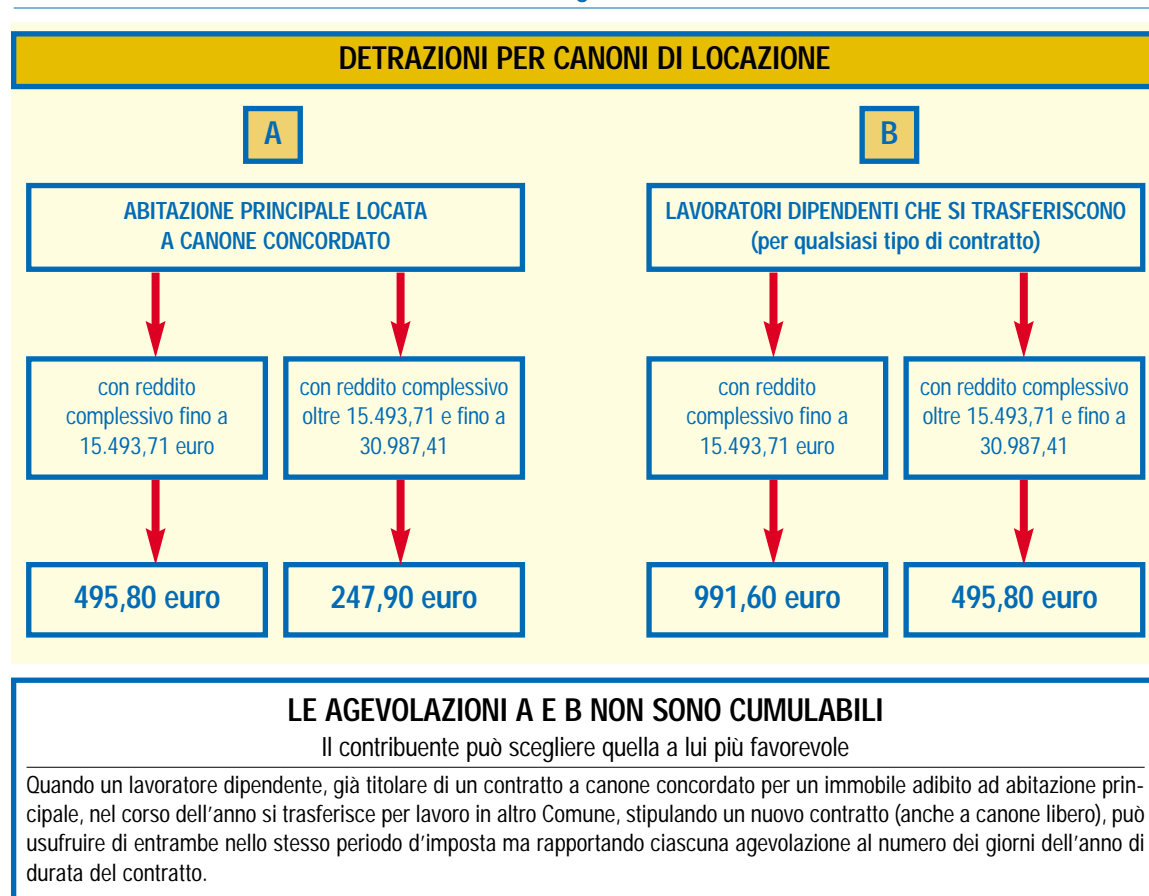 DETRAZIONI PER CANONI DI LOCAZIONE
A
ABITAZIONE PRINCIPALE LOCATA
A CANONE CONCORDATO
con reddito
complessivo fino a
15.493,71 euro
495,80 euro
con reddito complessivo
oltre 15.493,71 e fino a
30.987,41
247,90 euro
B
LAVORATORI DIPENDENTI CHE SI TRASFERISCONO
(per qualsiasi tipo di contratto)
con reddito
complessivo fino a
15.493,71 euro
991,60 euro
con reddito complessivo
oltre 15.493,71 e fino a
30.987,41
495,80 euro
LE AGEVOLAZIONI A E B NON SONO CUMULABILI
Il contribuente può scegliere quella a lui più favorevole
Quando un lavoratore dipendente, già titolare di un contratto a canone concordato per un immobile adibito ad abitazione prin-
cipale, nel corso dell'anno si trasferisce per lavoro in altro Comune, stipulando un nuovo contratto (anche a canone libero), può
usufruire di entrambe nello stesso periodo d'imposta ma rapportando ciascuna agevolazione al numero dei giorni dell'anno di
durata del contratto.